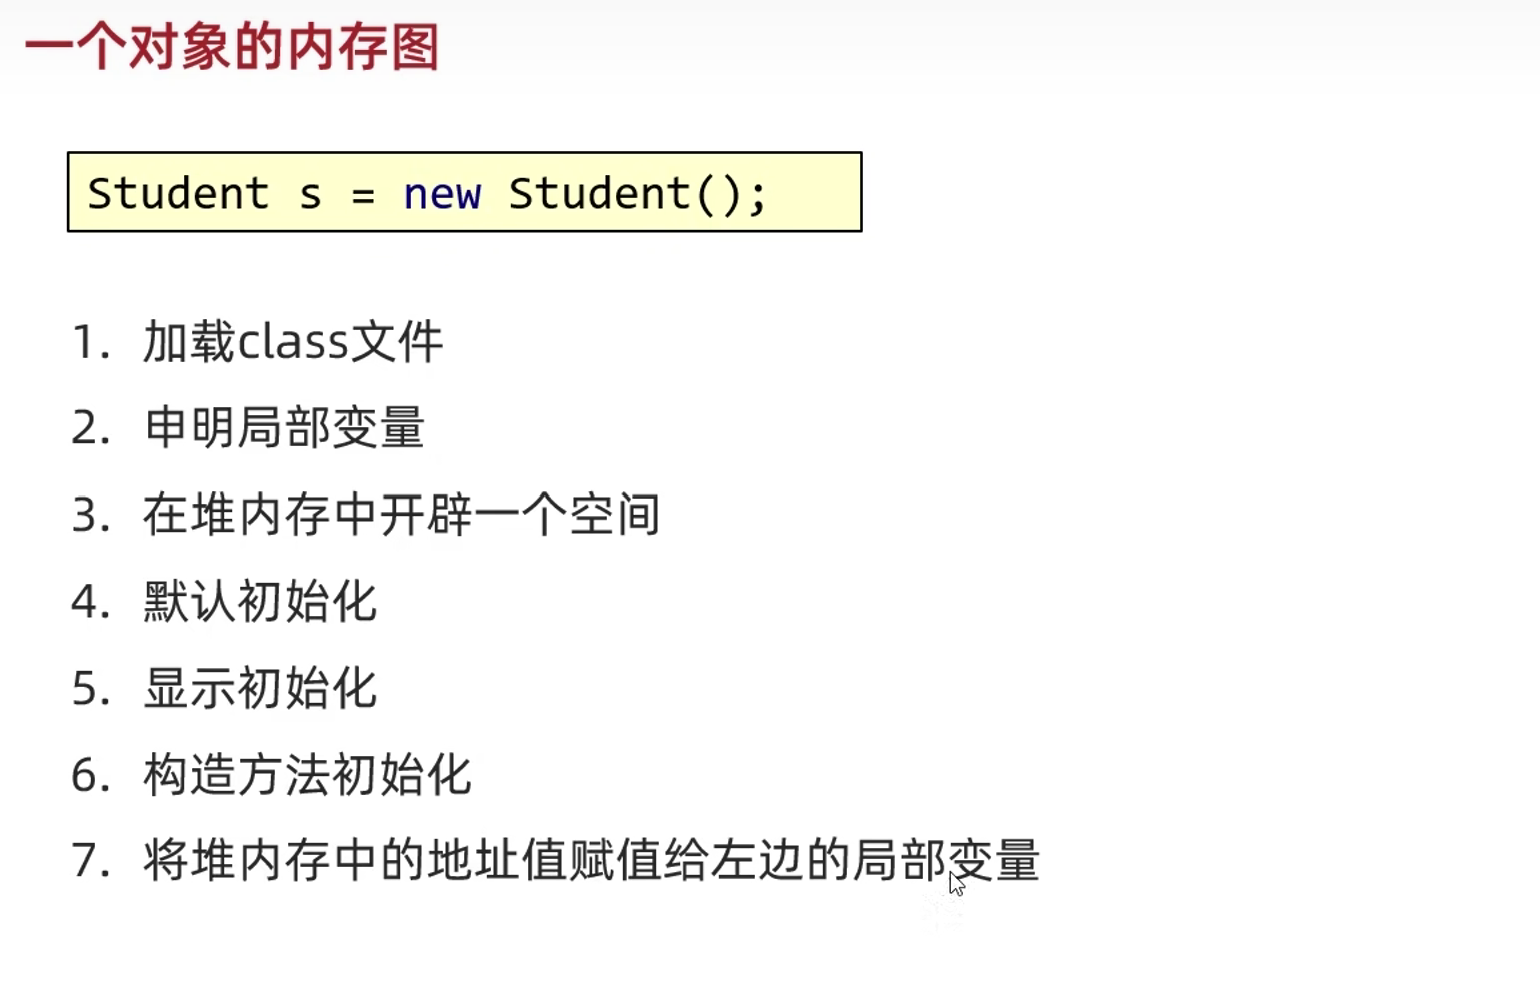 一个对象的内存图
Student s = new Student();
1. 加载class文件
2. 申明局部变量
3. 在堆内存中开辟一个空间
4. 默认初始化
5. 显示初始化
6. 构造方法初始化
7. 将堆内存中的地址值赋值给左边的局部变量